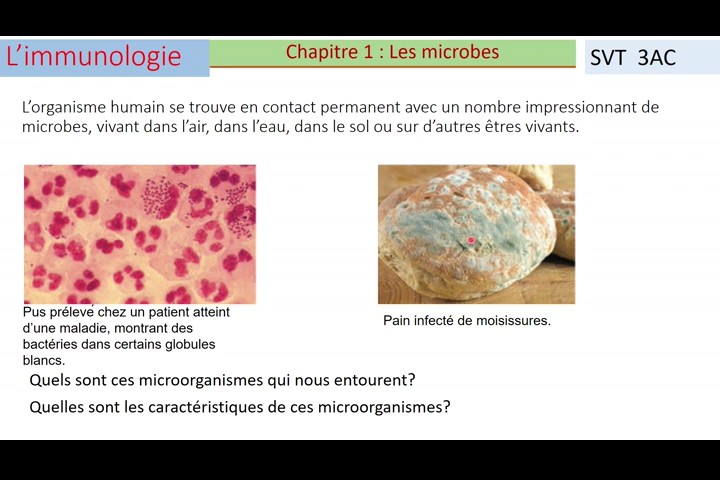 L’immunologie
Chapitre 1 : Les microbes
SVT  3AC
L’organisme humain se trouve en contact permanent avec un nombre impressionnant de
microbes, vivant dans l’air, dans l’eau, dans le sol ou sur d’autres êtres vivants.
Pus prélevé chez un patient atteint
d’une maladie, montrant des
bactéries dans certains globules
blancs.
Pain infecté de moisissures.
Quels sont ces microorganismes qui nous entourent?
Quelles sont les caractéristiques de ces microorganismes?